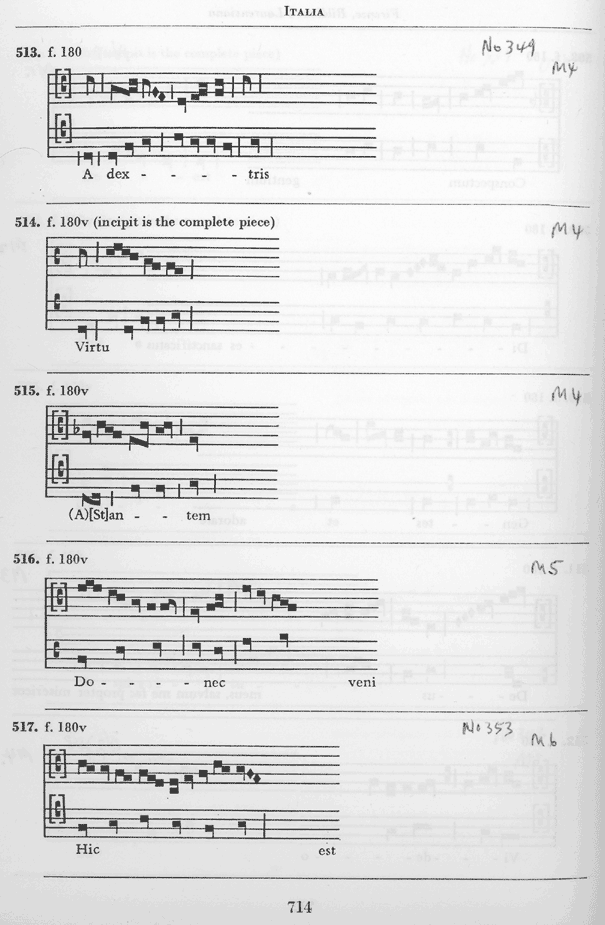 ITALIA
513. f. 180
No 349
M4
A dex - - - - tris
514. f. 180v (incipit is the complete piece)
M4
Virtu
515. f. 180v
M4
(A)[St]an - - tem
516. f. 180v
M5
Do - - - - nec veni
517. f. 180v
No 353
M6
Hic est
714